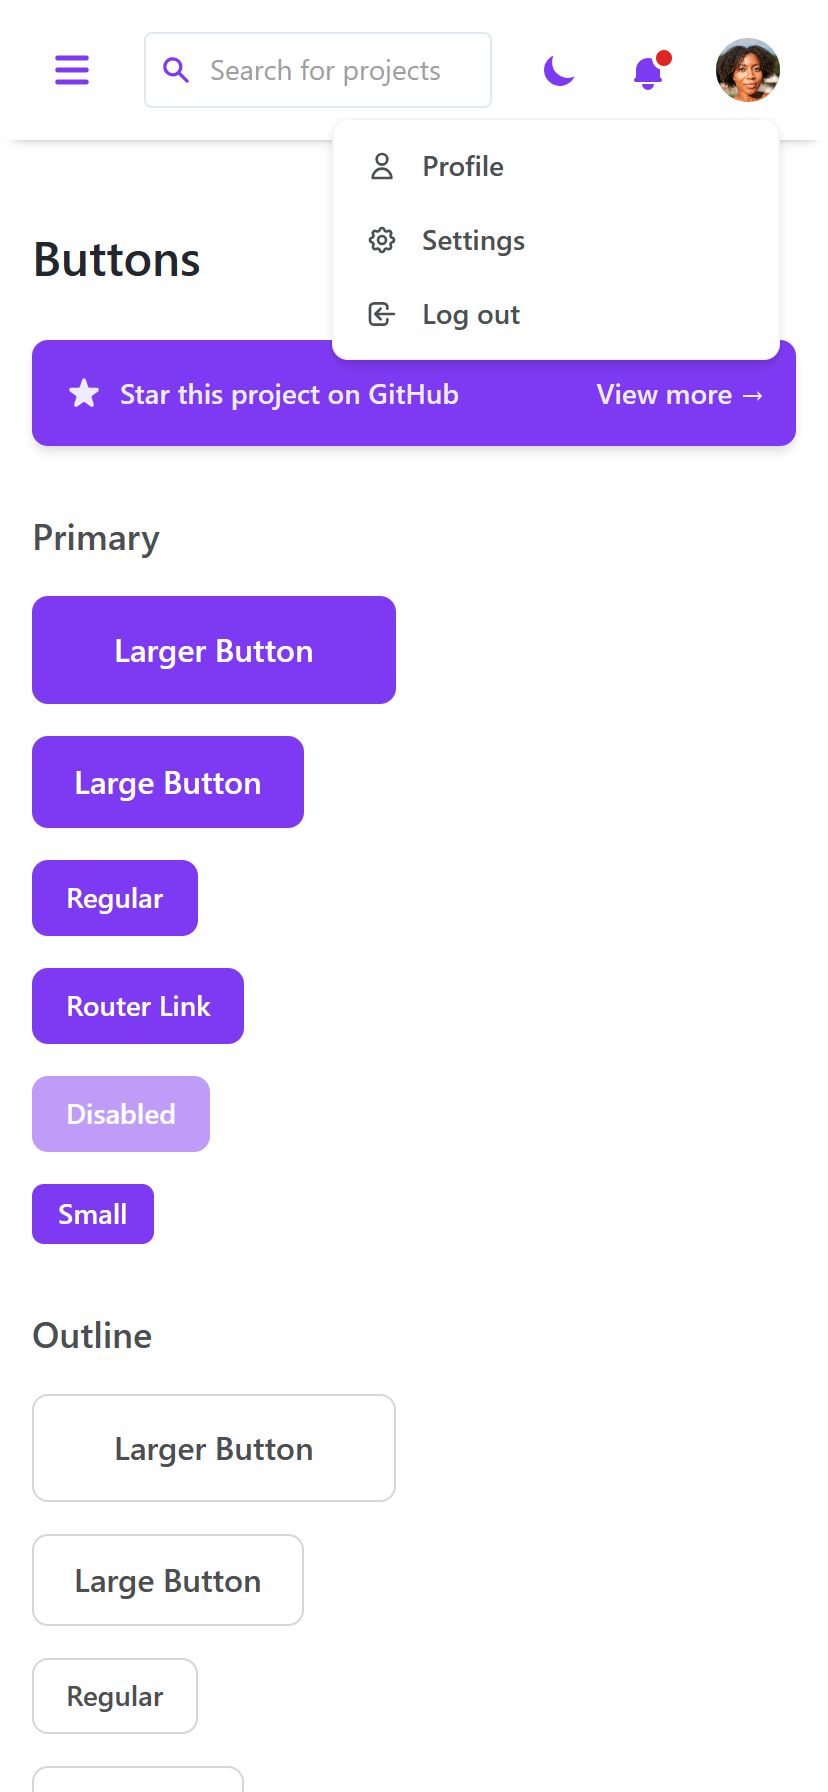 Search for projects
Profile
Settings
Log out
Buttons
Star this project on GitHub View more →
Primary
Larger Button
Large Button
Regular
Router Link
Disabled
Small
Outline
Larger Button
Large Button
Regular